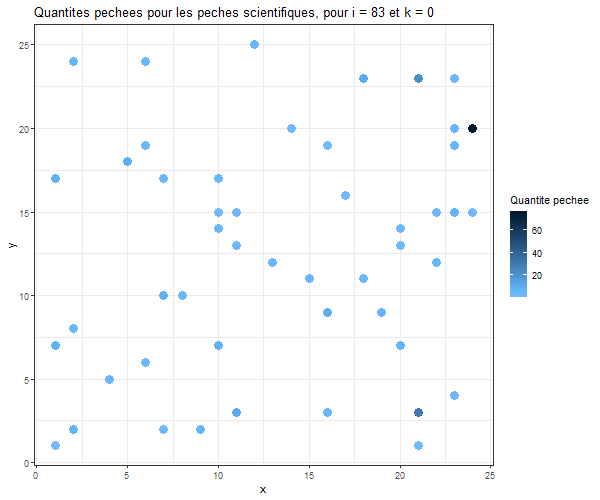 Quantites pechees pour les peches scientifiques, pour i = 83 et k = 0
25
20
15
10
5
0
y
0 5 10 15 20 25
x
Quantite pechee
60
40
20